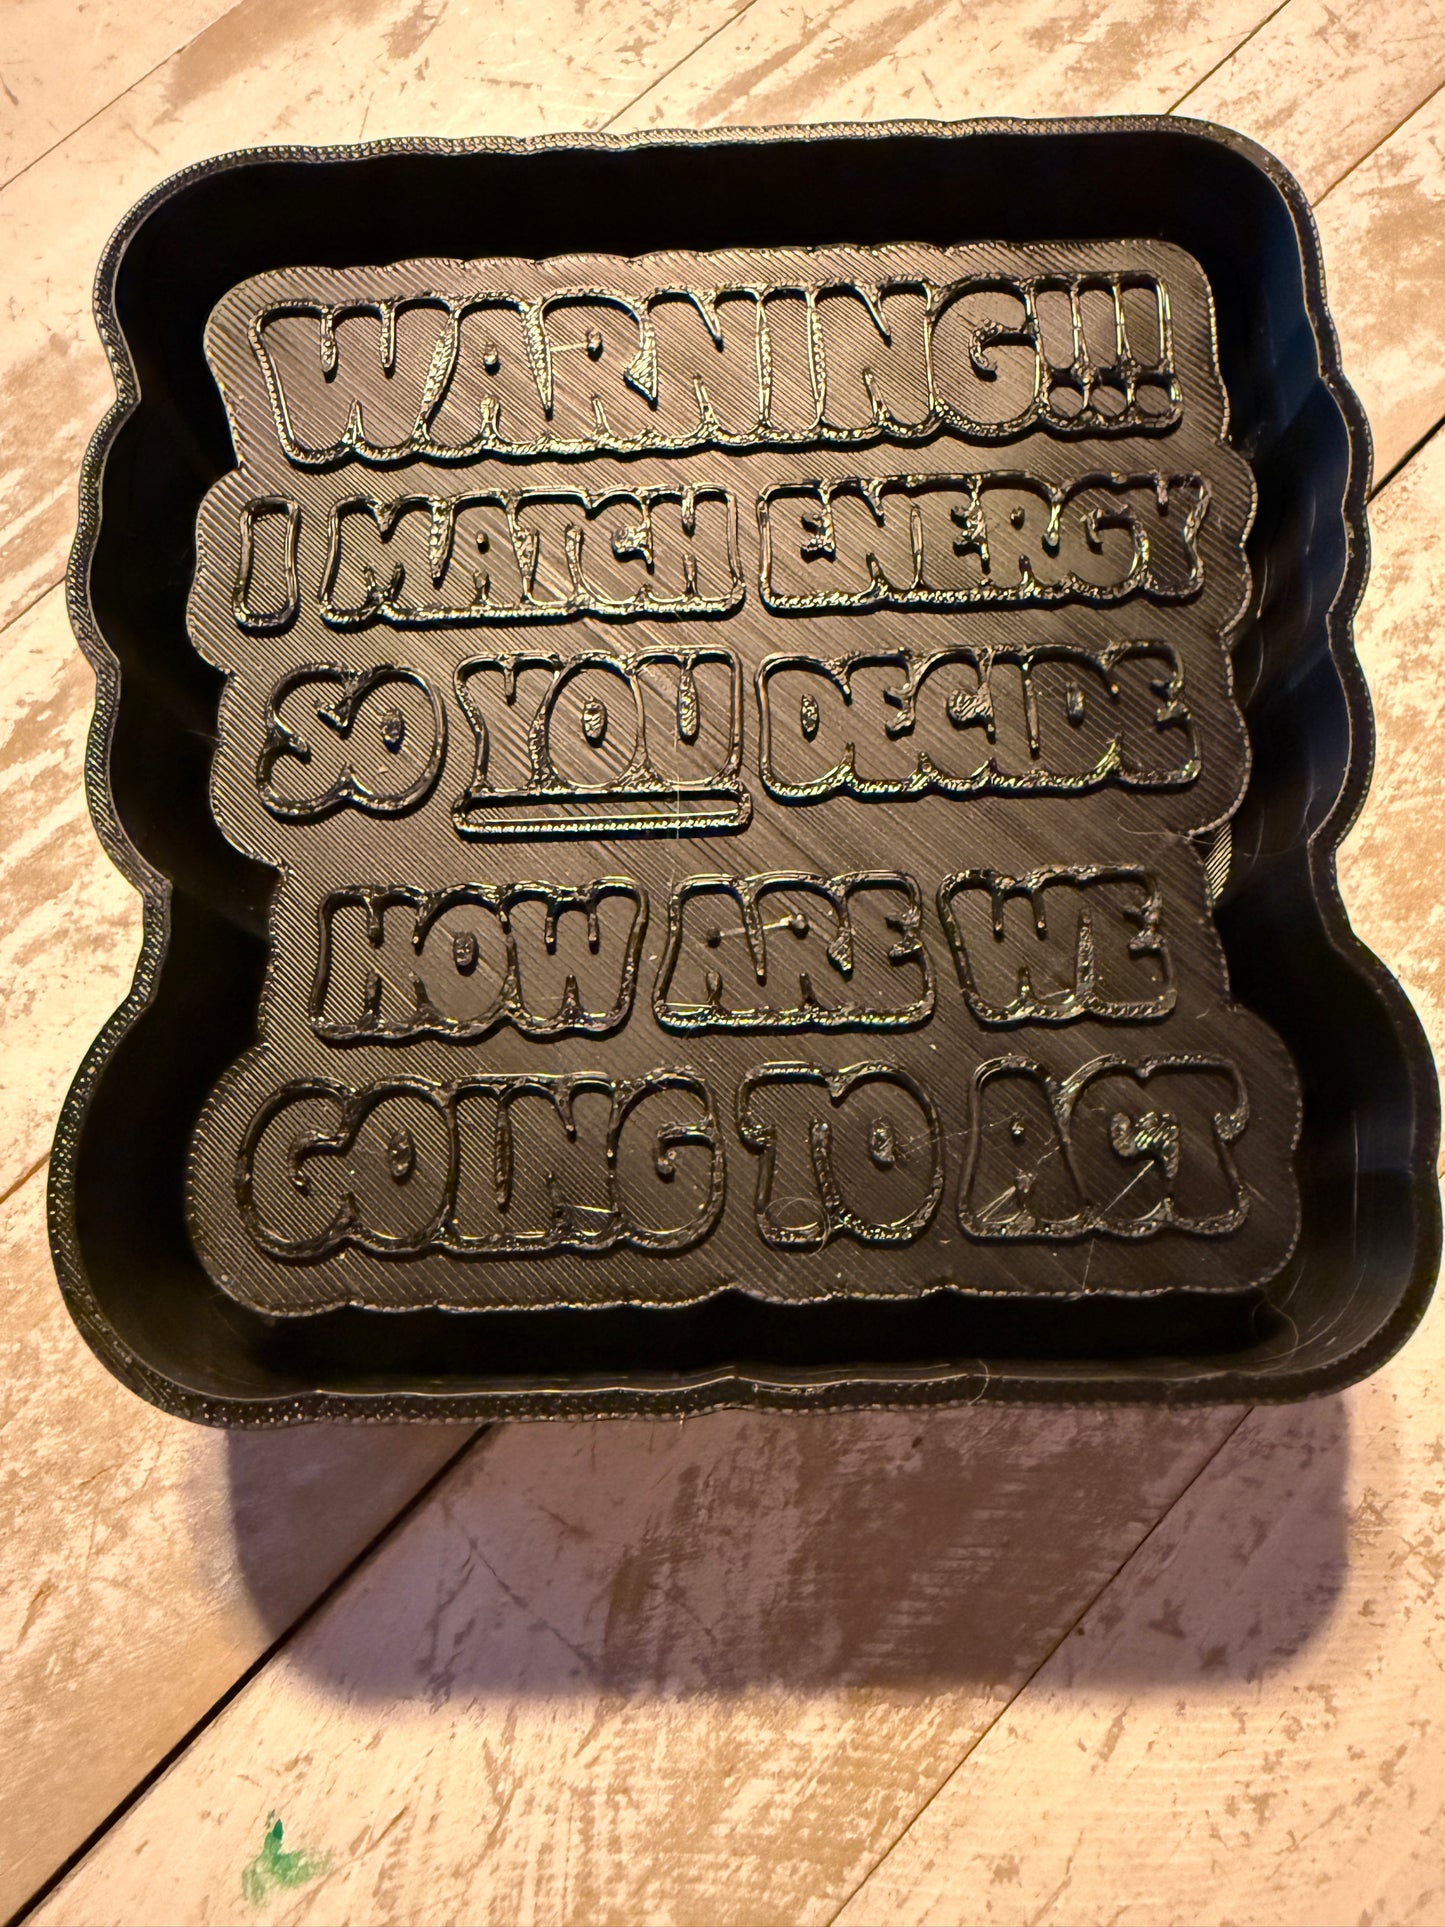 WARNING!!!
I MATCH ENERGY
SO YOU DECIDE
HOW ARE WE
GOING TO ACT